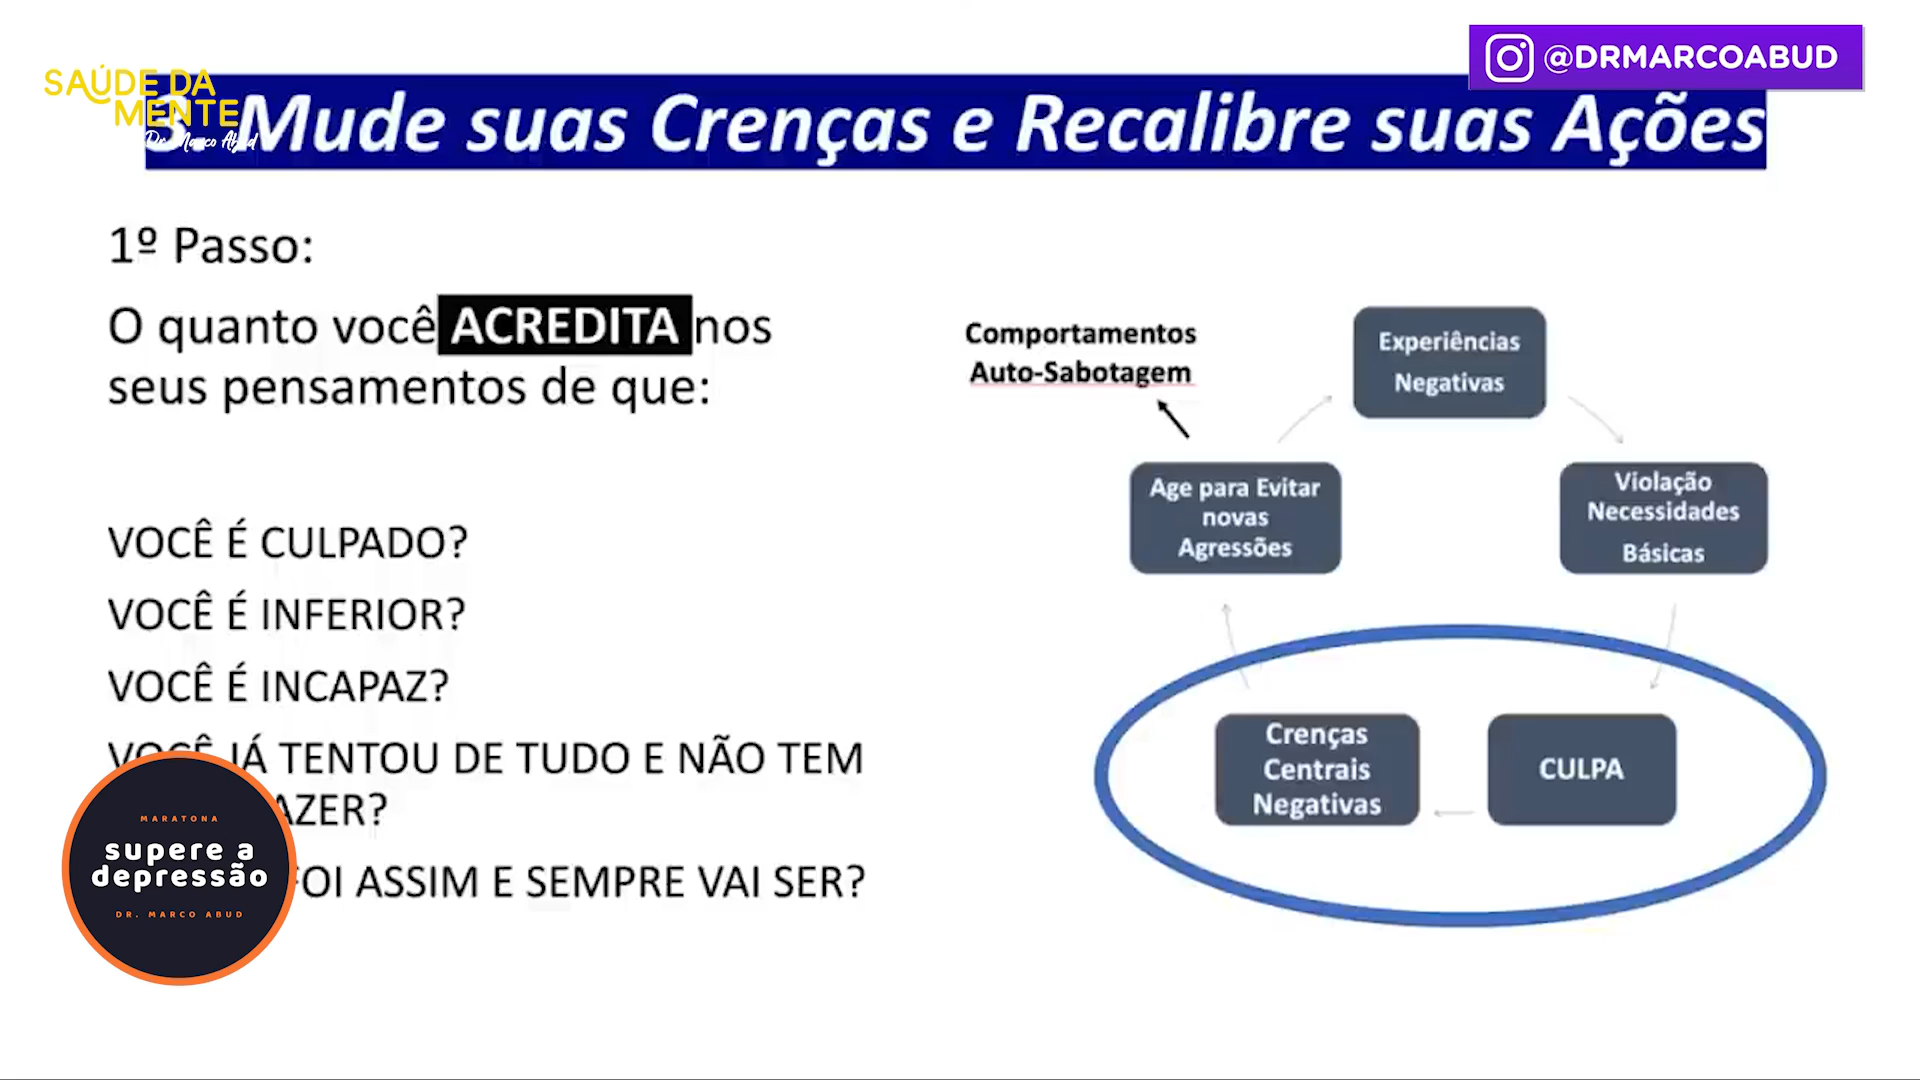 @DRMARCOABUD
SAÚDE DA
MENTE
Dr. Marco Abud
3. Mude suas Crenças e Recalibre suas Ações
1º Passo:
O quanto você ACREDITA nos
seus pensamentos de que:
VOCÊ É CULPADO?
VOCÊ É INFERIOR?
VOCÊ É INCAPAZ?
VOCÊ JÁ TENTOU DE TUDO E NÃO TEM
AZER?
FOI ASSIM E SEMPRE VAI SER?
MARATONA
supere a
depressão
DR. MARCO ABUD
Comportamentos
Auto-Sabotagem
Experiências
Negativas
Age para Evitar
novas
Agressões
Violação
Necessidades
Básicas
Crenças
Centrais
Negativas
CULPA